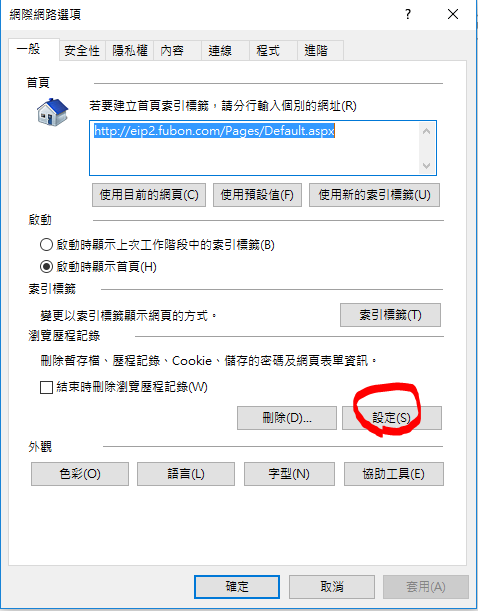 網際網路選項
一般 安全性 隱私權 內容 連線 程式 進階
首頁
若要建立首頁索引標籤，請分行輸入個別的網址(R)
http://eip2.fubon.com/Pages/Default.aspx
使用目前的網頁(C) 使用預設值(F) 使用新的索引標籤(U)
啟動
啟動時顯示上次工作階段中的索引標籤(B)
啟動時顯示首頁(H)
索引標籤
變更以索引標籤顯示網頁的方式。 索引標籤(T)
瀏覽歷程記錄
刪除暫存檔、歷程記錄、Cookie、儲存的密碼及網頁表單資訊。
結束時刪除瀏覽歷程記錄(W)
刪除(D)... 設定(S)
外觀
色彩(O) 語言(L) 字型(N) 協助工具(E)
確定 取消 套用(A)